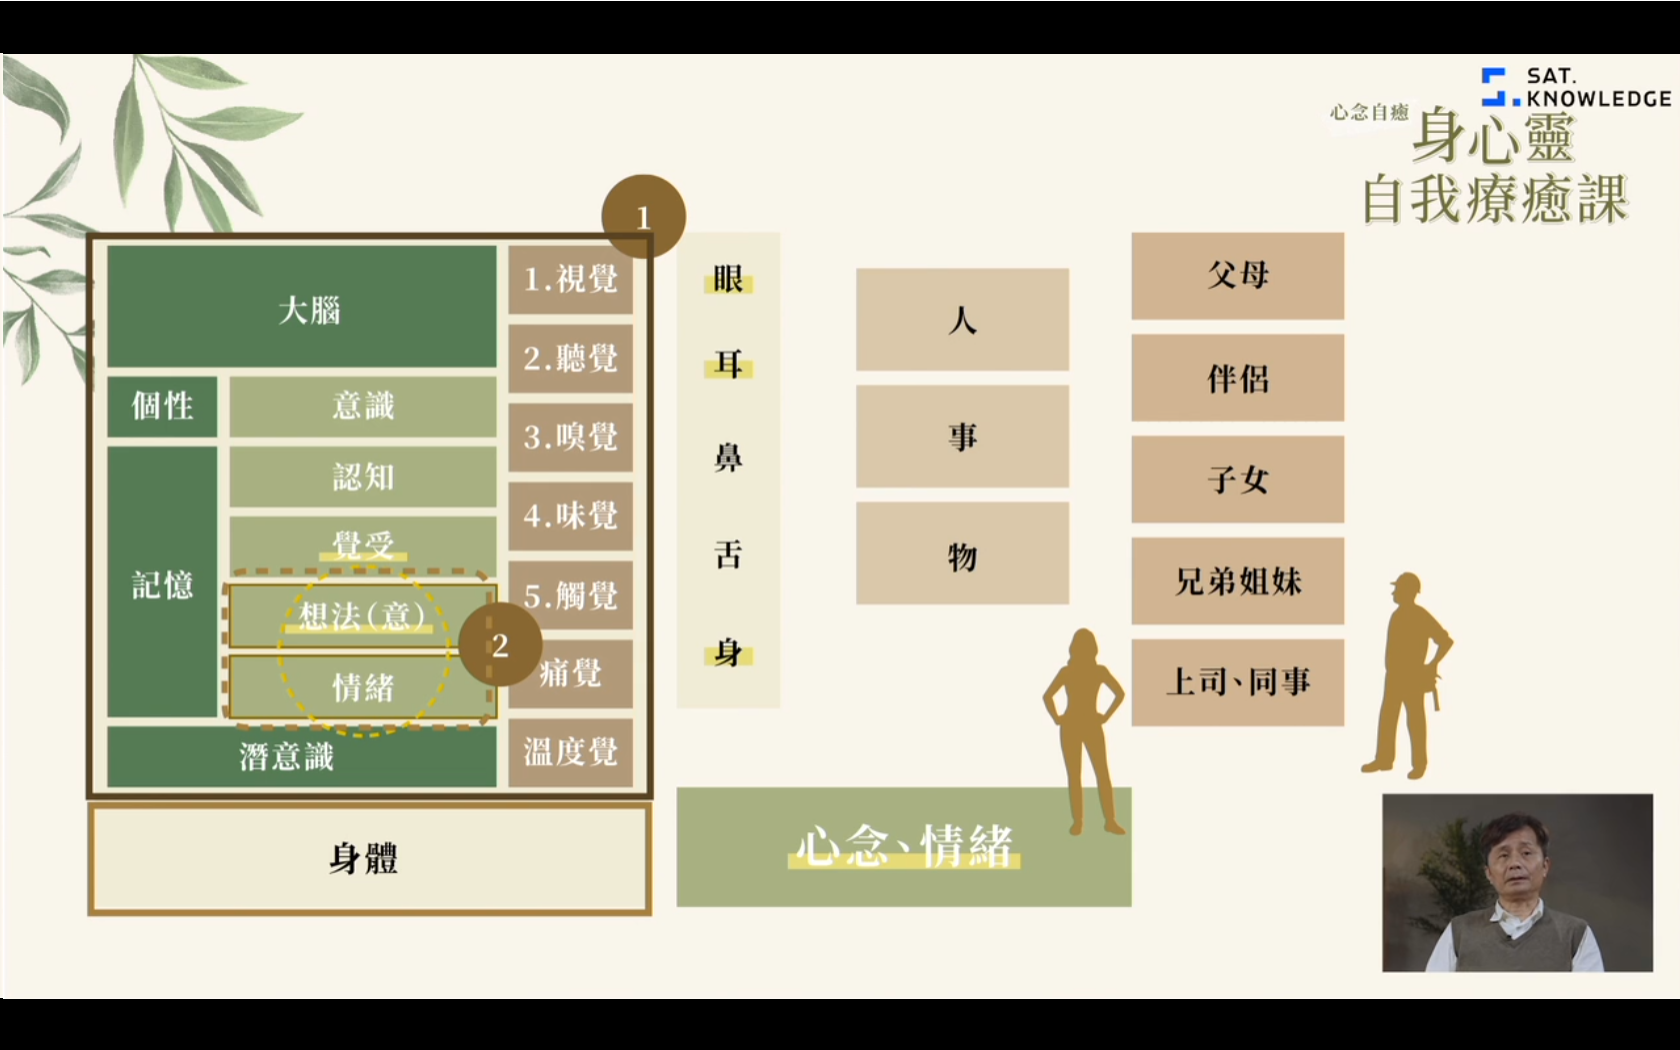 SAT.
KNOWLEDGE
心念自癒
身心靈
自我療癒課
1
大腦
個性
意識
認知
覺受
記憶
想法(意)
情緒
2
潛意識
1.視覺
2.聽覺
3.嗅覺
4.味覺
5.觸覺
痛覺
溫度覺
身體
眼
耳
鼻
舌
身
人
事
物
心念、情緒
父母
伴侶
子女
兄弟姐妹
上司、同事